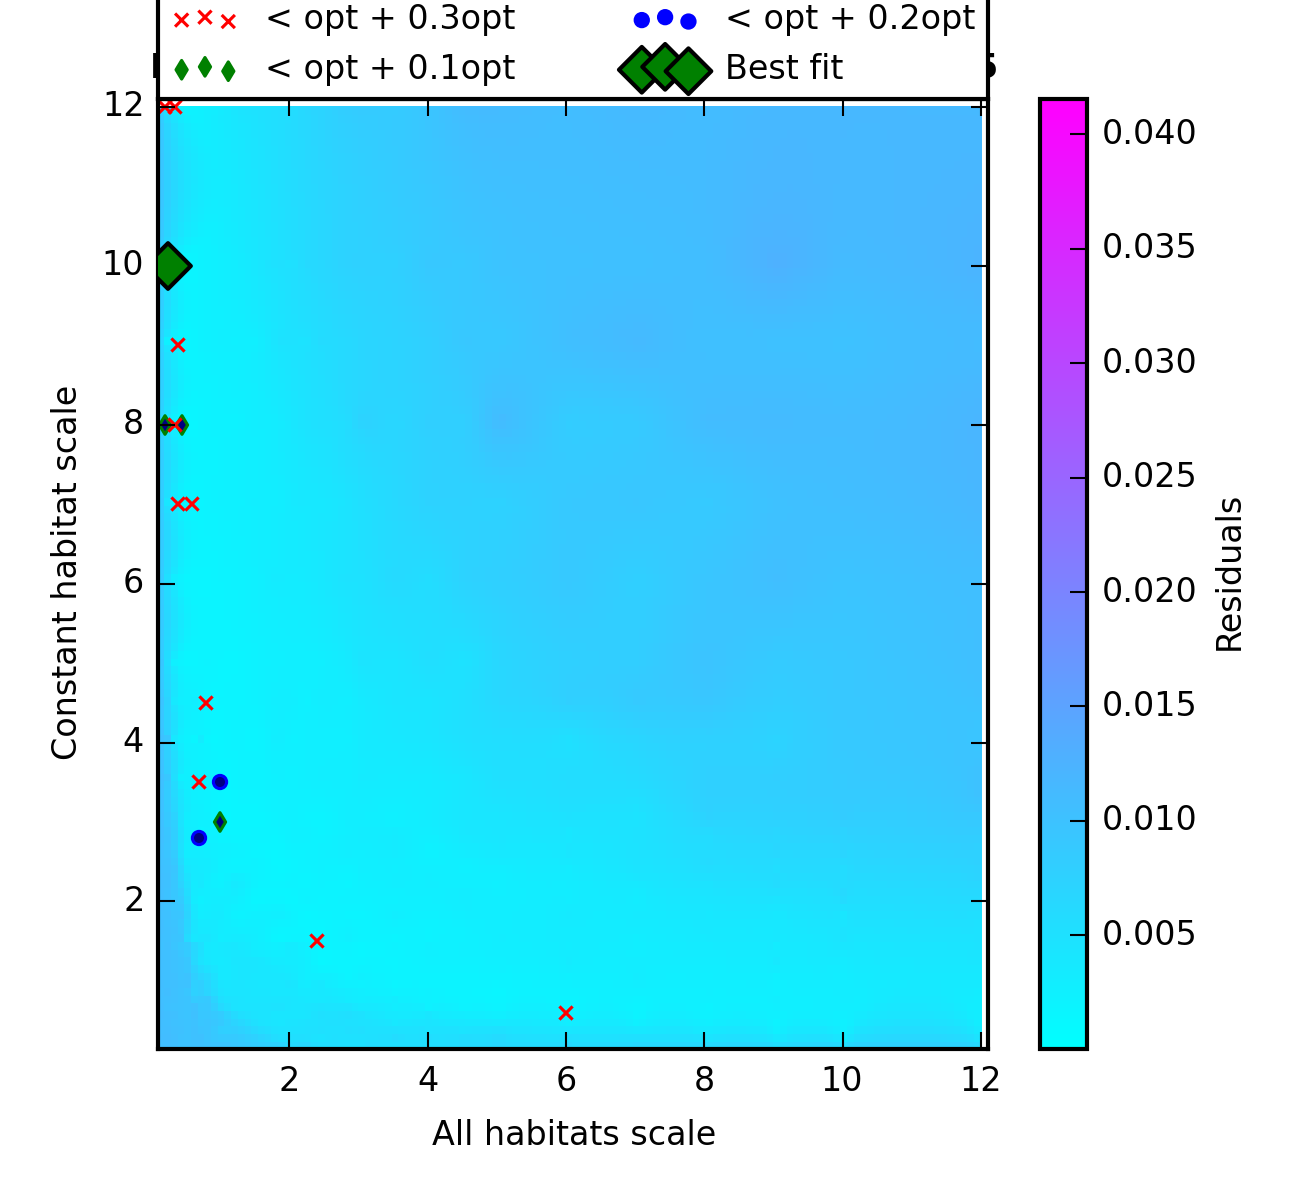 < opt + 0.3opt < opt + 0.2opt
< opt + 0.1opt Best fit
12
10
8
6
4
2
Constant habitat scale
2 4 6 8 10 12
All habitats scale
0.040
0.035
0.030
0.025
0.020
0.015
0.010
0.005
Residuals